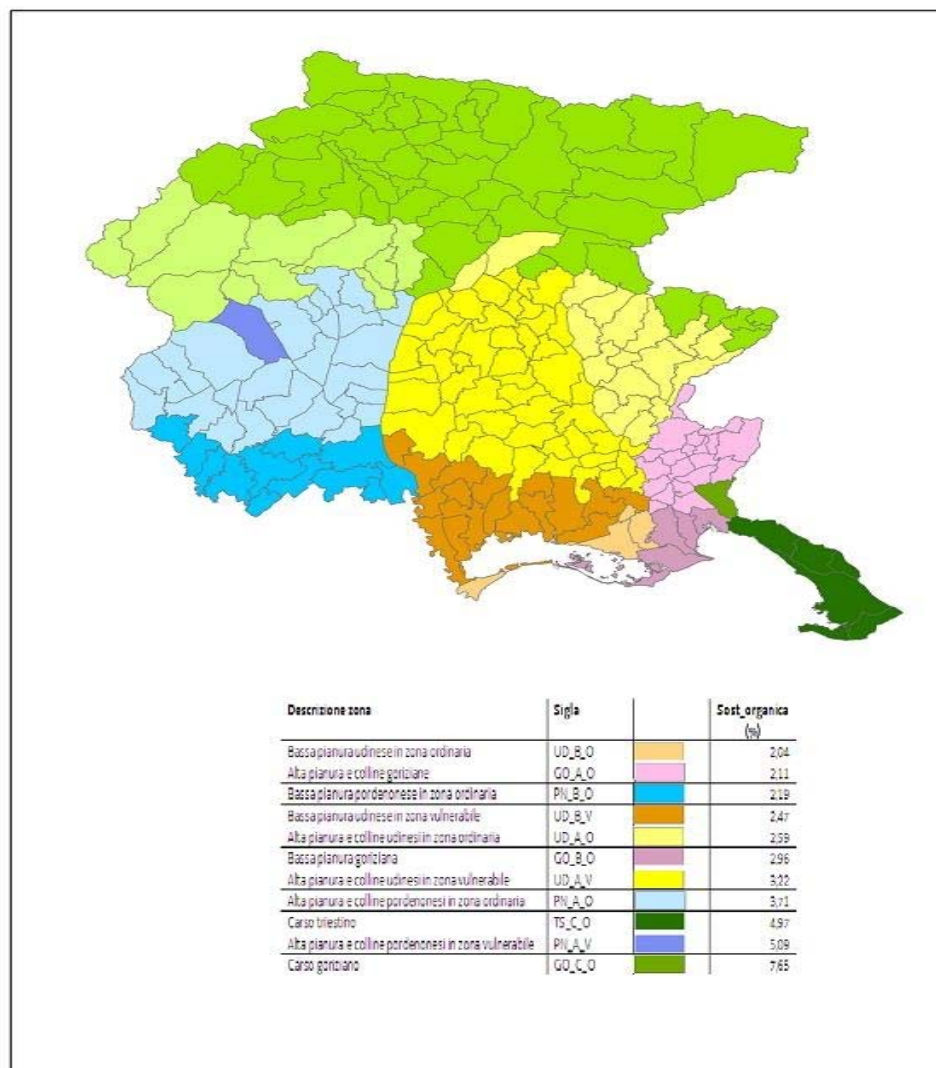 Descrizione zona Sigla Sost_organica (%)
Bassa pianura udinese in zona ordinaria UD_B_O 2,04
Alta pianura e colline goriziane GO_A_O 2,11
Bassa pianura pordenonese in zona ordinaria PN_B_O 2,19
Bassa pianura udinese in zona vulnerabile UD_B_V 2,47
Alta pianura e colline udinesi in zona ordinaria UD_A_O 2,59
Bassa pianura goriziana GO_B_O 2,96
Alta pianura e colline udinesi in zona vulnerabile UD_A_V 3,22
Alta pianura e colline pordenonesi in zona ordinaria PN_A_O 3,71
Carso triestino TS_C_O 4,97
Alta pianura e colline pordenonesi in zona vulnerabile PN_A_V 5,09
Carso goriziano GO_C_O 7,65